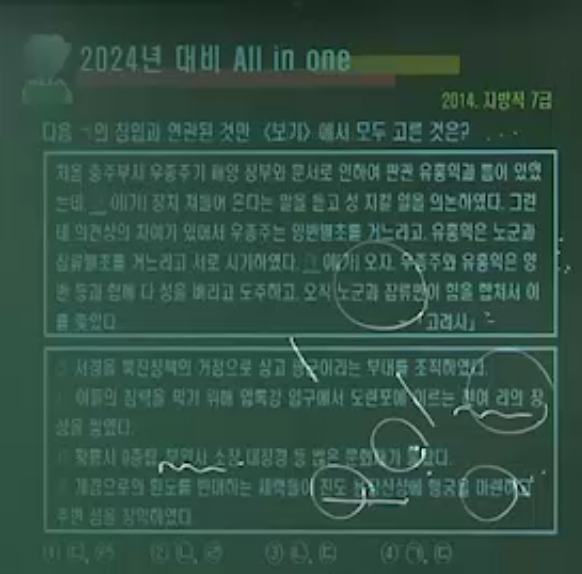 2024년 대비 All in one
2014. 지방직 7급
다음 ㄱ의 침입과 연관된 것만 <보기>에서 모두 고른 것은?
처음 충주부사 우종주가 매양 장부와 문서로 인하여 판관 유홍익과 틈이 있었
는데, 이(가) 장차 쳐들어 온다는 말을 듣고 성 지킬 일을 의논하였다. 그런
데 의견상의 차이가 있어서 우종주는 양반별초를 거느리고, 유홍익은 노군과
잡류별초를 거느리고 서로 시기하였다. ㄱ 이(가) 오자, 우종주와 유홍익은 양
반 등과 함께 다 성을 버리고 도주하고, 오직 노군과 잡류만이 힘을 합쳐서 이
를 쫓았다.
-「고려사」-
서경을 북진정책의 거점으로 삼고 광군이라는 부대를 조직하였다.
이들의 침략을 막기 위해 압록강 입구에서 도련포에 이르는 천여 리의 장
성을 쌓았다.
황룡사 9층탑, 부인사 소장 대장경 등 많은 문화재가
개경으로의 환도를 반대하는 세력들이 진도 용장산성에 행궁을 마련하고
주변 섬을 장악하였다.
(1) ㄷ, ㄹ (2) ㄴ, ㄹ (3) ㄴ, ㄷ (4) ㄱ, ㄷ